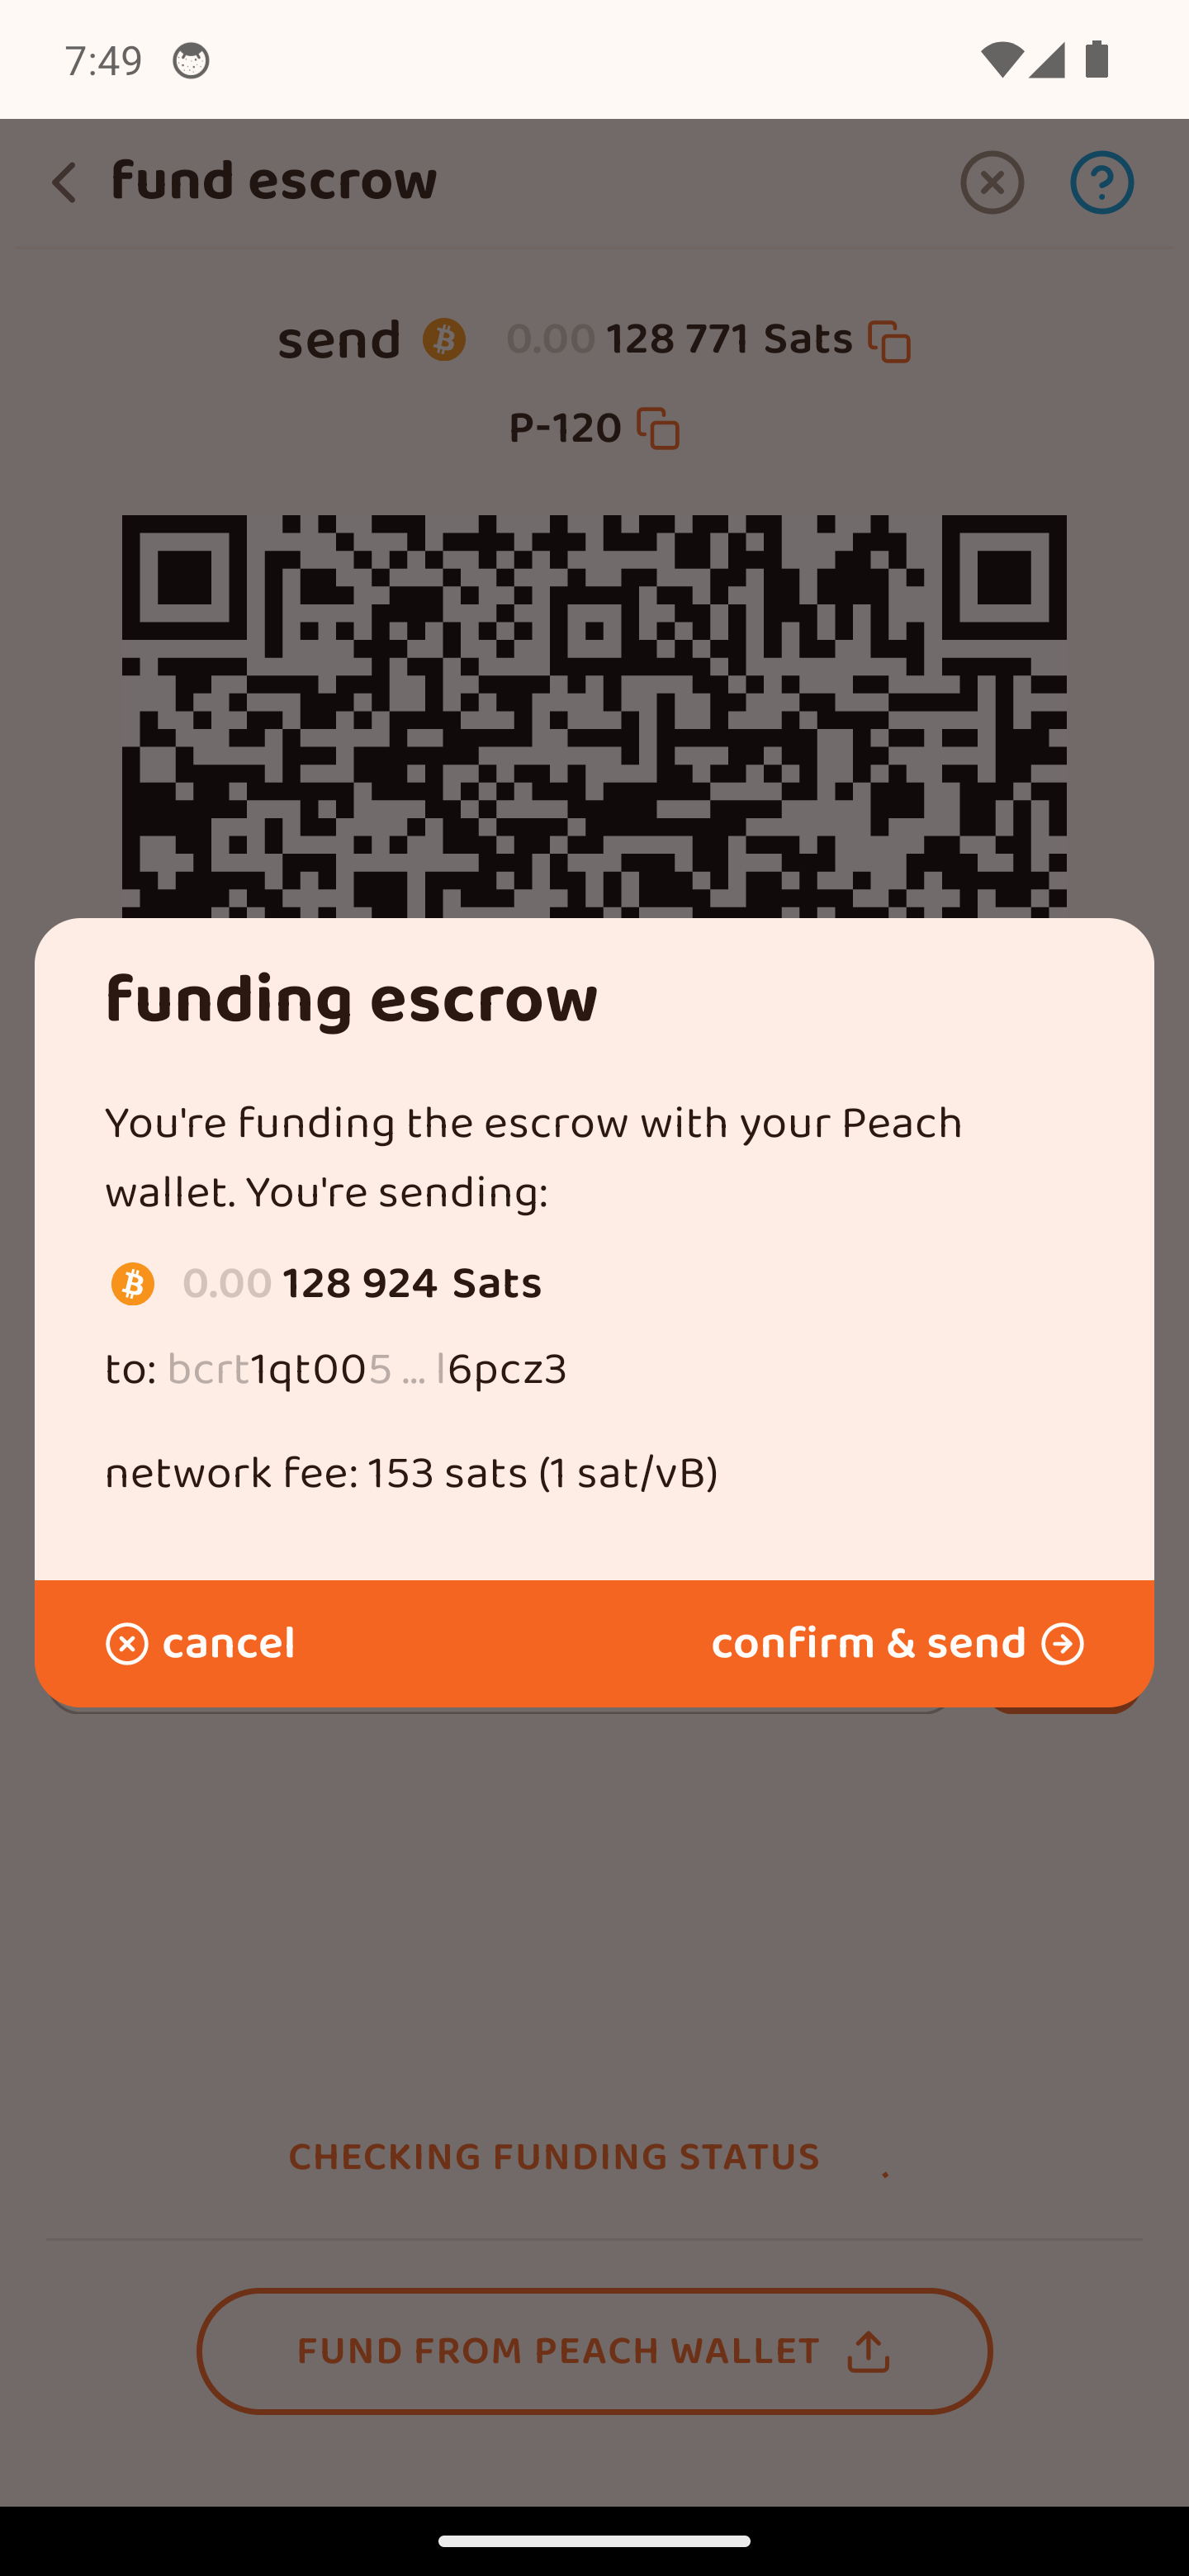 7:49
fund escrow
send 0.00 128 771 Sats
P-120
funding escrow
You're funding the escrow with your Peach
wallet. You're sending:
0.00 128 924 Sats
to: bcrt1qt005 ... l6pcz3
network fee: 153 sats (1 sat/vB)
cancel
confirm & send
CHECKING FUNDING STATUS .
FUND FROM PEACH WALLET